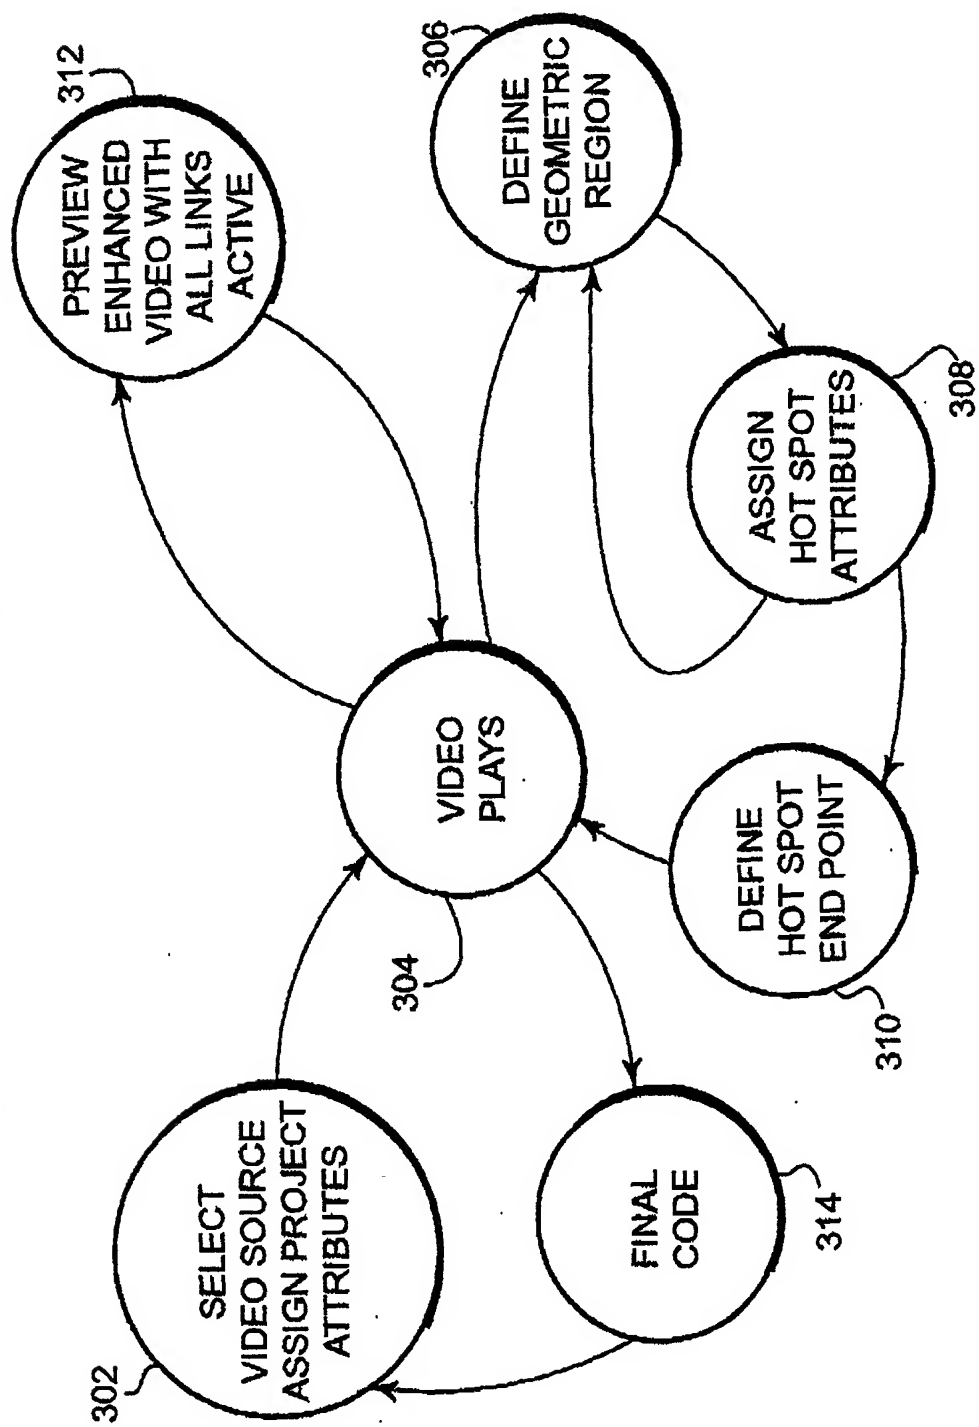 302
SELECT
VIDEO SOURCE
ASSIGN PROJECT
ATTRIBUTES
304
VIDEO
PLAYS
306
DEFINE
GEOMETRIC
REGION
308
ASSIGN
HOT SPOT
ATTRIBUTES
310
DEFINE
HOT SPOT
END POINT
312
PREVIEW
ENHANCED
VIDEO WITH
ALL LINKS
ACTIVE
314
FINAL
CODE